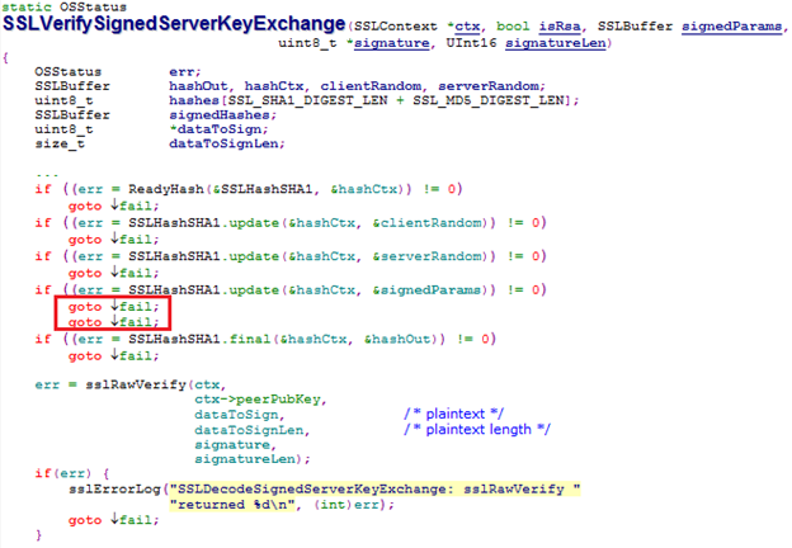 static OSStatus
SSLVerifySignedServerKeyExchange(SSLContext *ctx, bool isRsa, SSLBuffer signedParams,
uint8_t *signature, UInt16 signatureLen)
{
OSStatus err;
SSLBuffer hashOut, hashCtx, clientRandom, serverRandom;
uint8_t hashes[SSL_SHA1_DIGEST_LEN + SSL_MD5_DIGEST_LEN];
SSLBuffer signedHashes;
uint8_t *dataToSign;
size_t dataToSignLen;
...
if ((err = ReadyHash(&SSLHashSHA1, &hashCtx)) != 0)
goto ↓fail;
if ((err = SSLHashSHA1.update(&hashCtx, &clientRandom)) != 0)
goto ↓fail;
if ((err = SSLHashSHA1.update(&hashCtx, &serverRandom)) != 0)
goto ↓fail;
if ((err = SSLHashSHA1.update(&hashCtx, &signedParams)) != 0)
goto ↓fail;
goto ↓fail;
if ((err = SSLHashSHA1.final(&hashCtx, &hashOut)) != 0)
goto ↓fail;
err = sslRawVerify(ctx,
ctx->peerPubKey,
dataToSign, /* plaintext */
dataToSignLen, /* plaintext length */
signature,
signatureLen);
if(err) {
sslErrorLog("SSLDecodeSignedServerKeyExchange: sslRawVerify "
"returned %d\n", (int)err);
goto ↓fail;
}